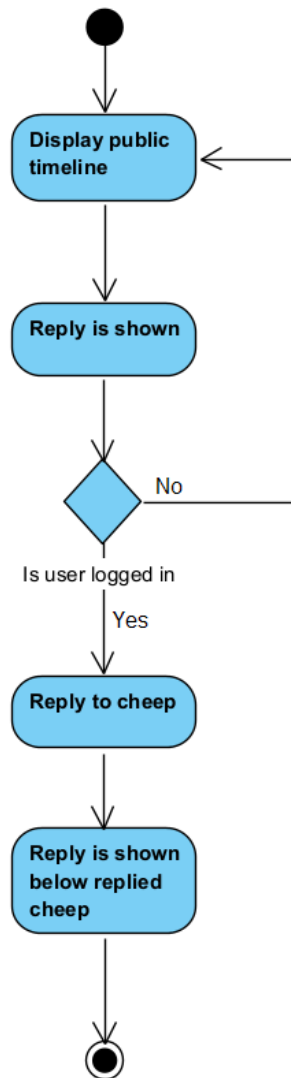 Display public
timeline
Reply is shown
No
Is user logged in
Yes
Reply to cheep
Reply is shown
below replied
cheep